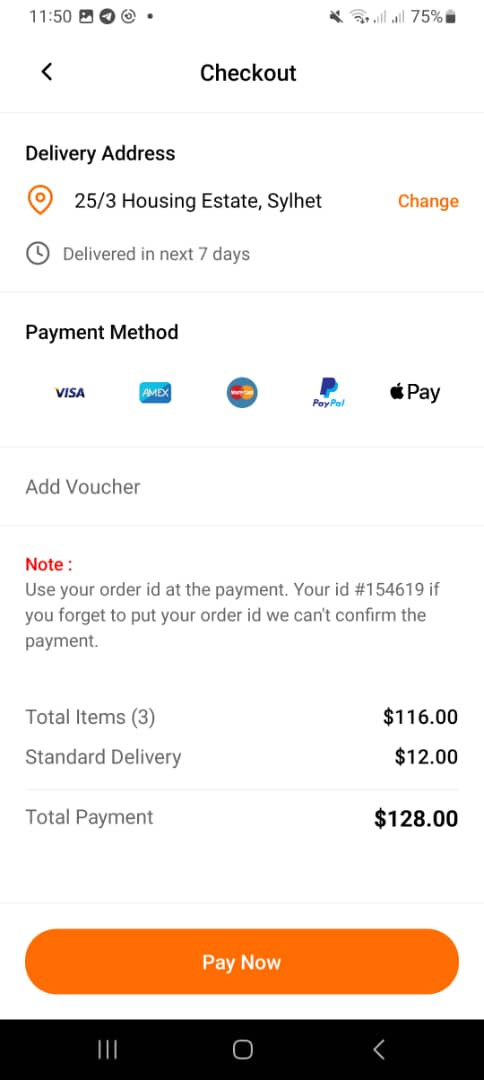 11:50 75%
Checkout
Delivery Address
25/3 Housing Estate, Sylhet Change
Delivered in next 7 days
Payment Method
VISA AMEX PayPal Pay
Add Voucher
Note :
Use your order id at the payment. Your id #154619 if
you forget to put your order id we can't confirm the
payment.
Total Items (3) $116.00
Standard Delivery $12.00
Total Payment $128.00
Pay Now